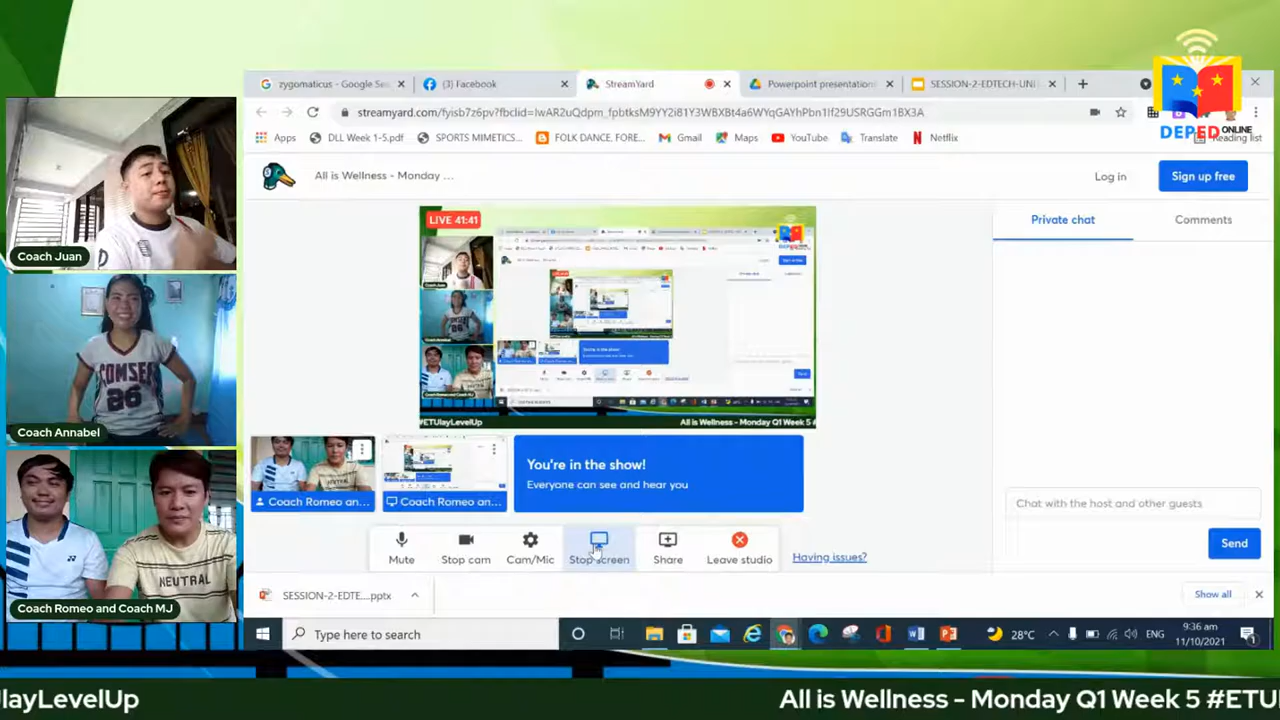 zygomaticus - Google Sea
(3) Facebook
StreamYard
Powerpoint presentation
SESSION-2-EDTECH-UNI
streamyard.com/fyisb7z6pv?fbclid=
Apps
DLL Week 1-5.pdf
SPORTS MIMETICS...
FOLK DANCE, FORE...
Gmail
Maps
YouTube
Translate
Netflix
Reading list
DEPED ONLINE
All is Wellness - Monday ...
Log in
Sign up free
LIVE 41:41
Private chat
Comments
Coach Juan
COMSEF
26
Coach Annabel
#ETUlayLevelUp
All is Wellness - Monday Q1 Week 5 #
Coach Romeo an...
Coach Romeo an...
You're in the show!
Everyone can see and hear you
Chat with the host and other guests
Send
Mute
Stop cam
Cam/Mic
Stop screen
Share
Leave studio
Having issues?
NEUTRAL
Coach Romeo and Coach MJ
SESSION-2-EDTE....pptx
Show all
Type here to search
28°C
ENG
9:36 am
11/10/2021
UlayLevelUp
All is Wellness - Monday Q1 Week 5 #ETU